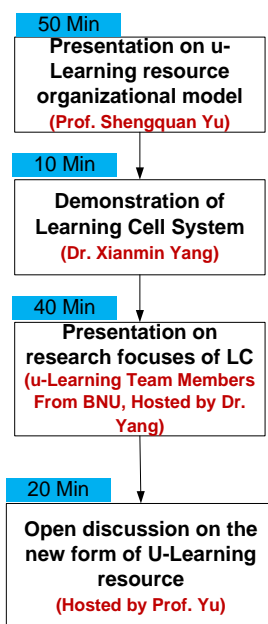 50 Min
Presentation on u-
Learning resource
organizational model
(Prof. Shengquan Yu)
10 Min
Demonstration of
Learning Cell System
(Dr. Xianmin Yang)
40 Min
Presentation on
research focuses of LC
(u-Learning Team Members
From BNU, Hosted by Dr.
Yang)
20 Min
Open discussion on the
new form of U-Learning
resource
(Hosted by Prof. Yu)